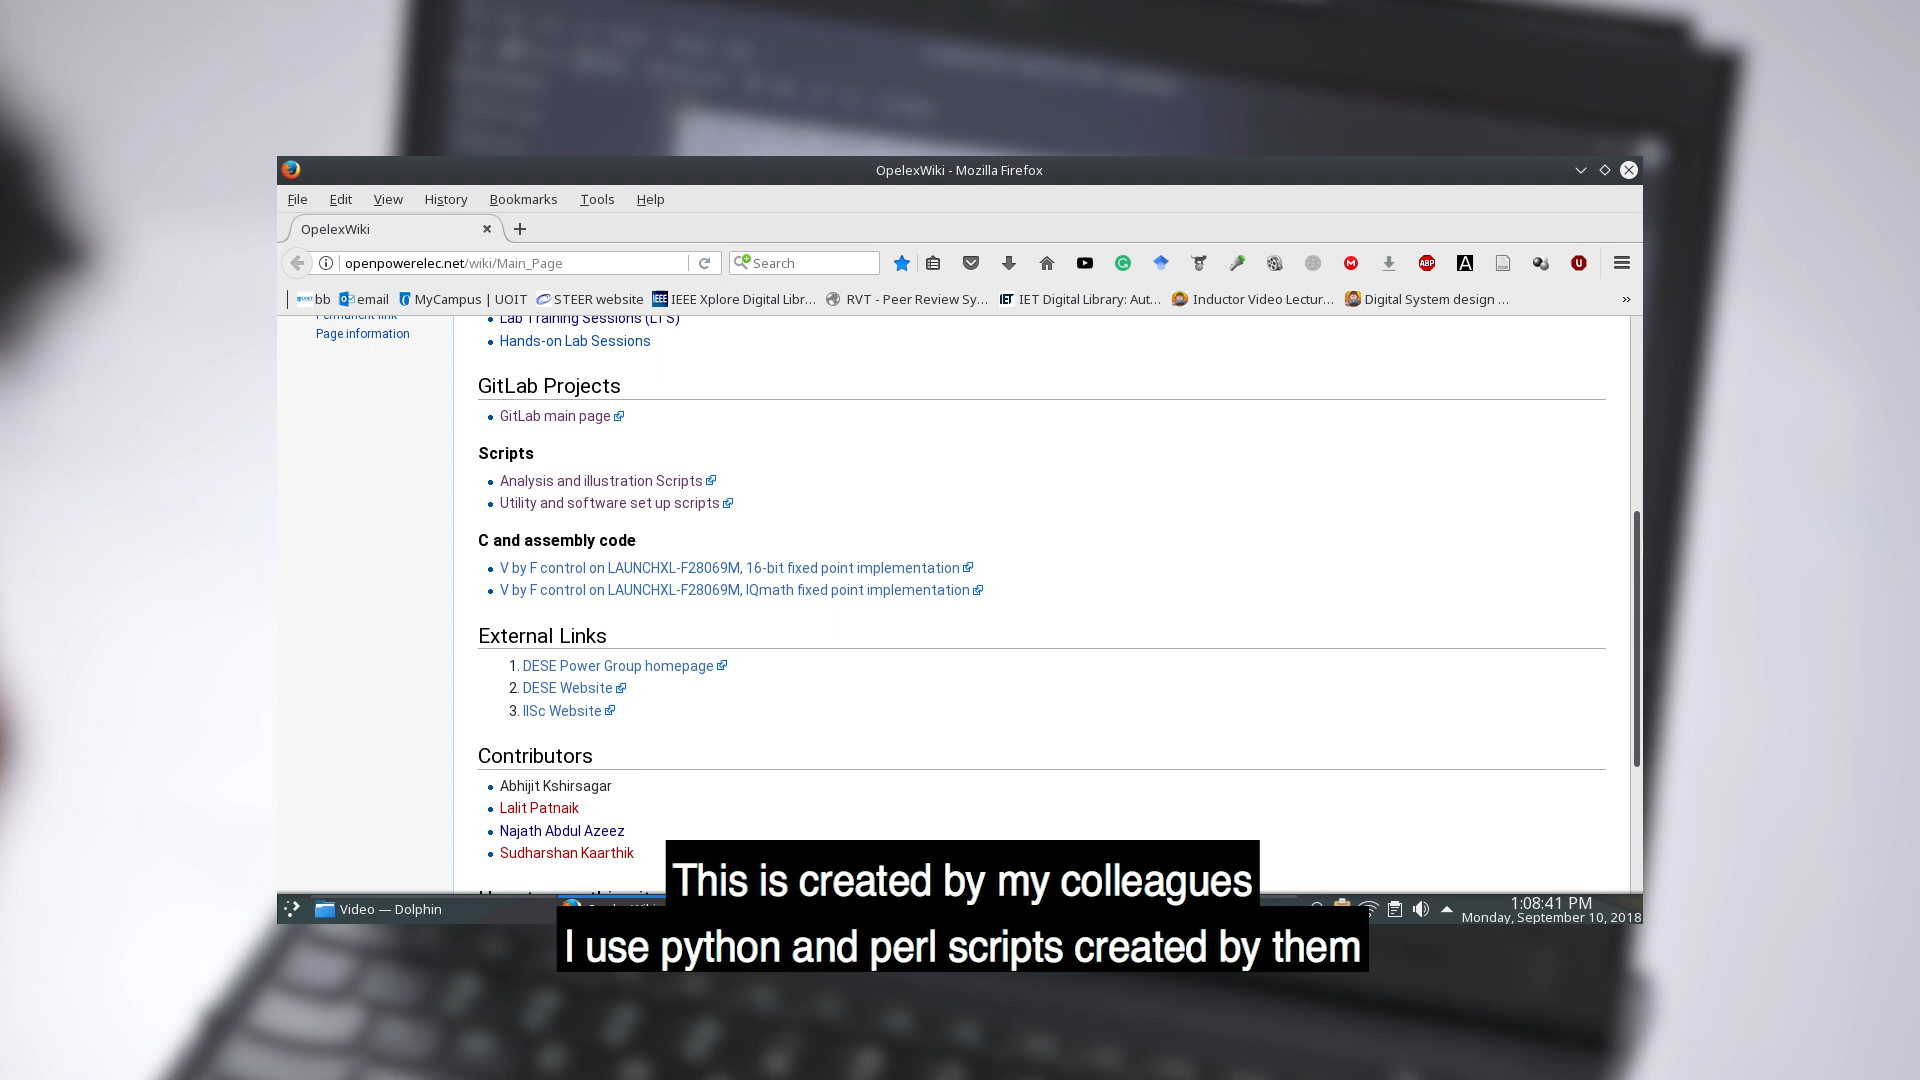 OpelexWiki - Mozilla Firefox
File Edit View History Bookmarks Tools Help
OpelexWiki
openpowerelec.net/wiki/Main_Page
Search
ABP
bb email MyCampus | UOIT STEER website IEEE IEEE Xplore Digital Libr... RVT - Peer Review Sy... IET IET Digital Library: Aut... Inductor Video Lectur... Digital System design ...
Permanent link
Page information
Lab Training Sessions (LTS)
Hands-on Lab Sessions
GitLab Projects
GitLab main page
Scripts
Analysis and illustration Scripts
Utility and software set up scripts
C and assembly code
V by F control on LAUNCHXL-F28069M, 16-bit fixed point implementation
V by F control on LAUNCHXL-F28069M, IQmath fixed point implementation
External Links
1. DESE Power Group homepage
2. DESE Website
3. IISc Website
Contributors
Abhijit Kshirsagar
Lalit Patnaik
Najath Abdul Azeez
Sudharshan Kaarthik
This is created by my colleagues
I use python and perl scripts created by them
Video — Dolphin
1:08:41 PM
Monday, September 10, 2018